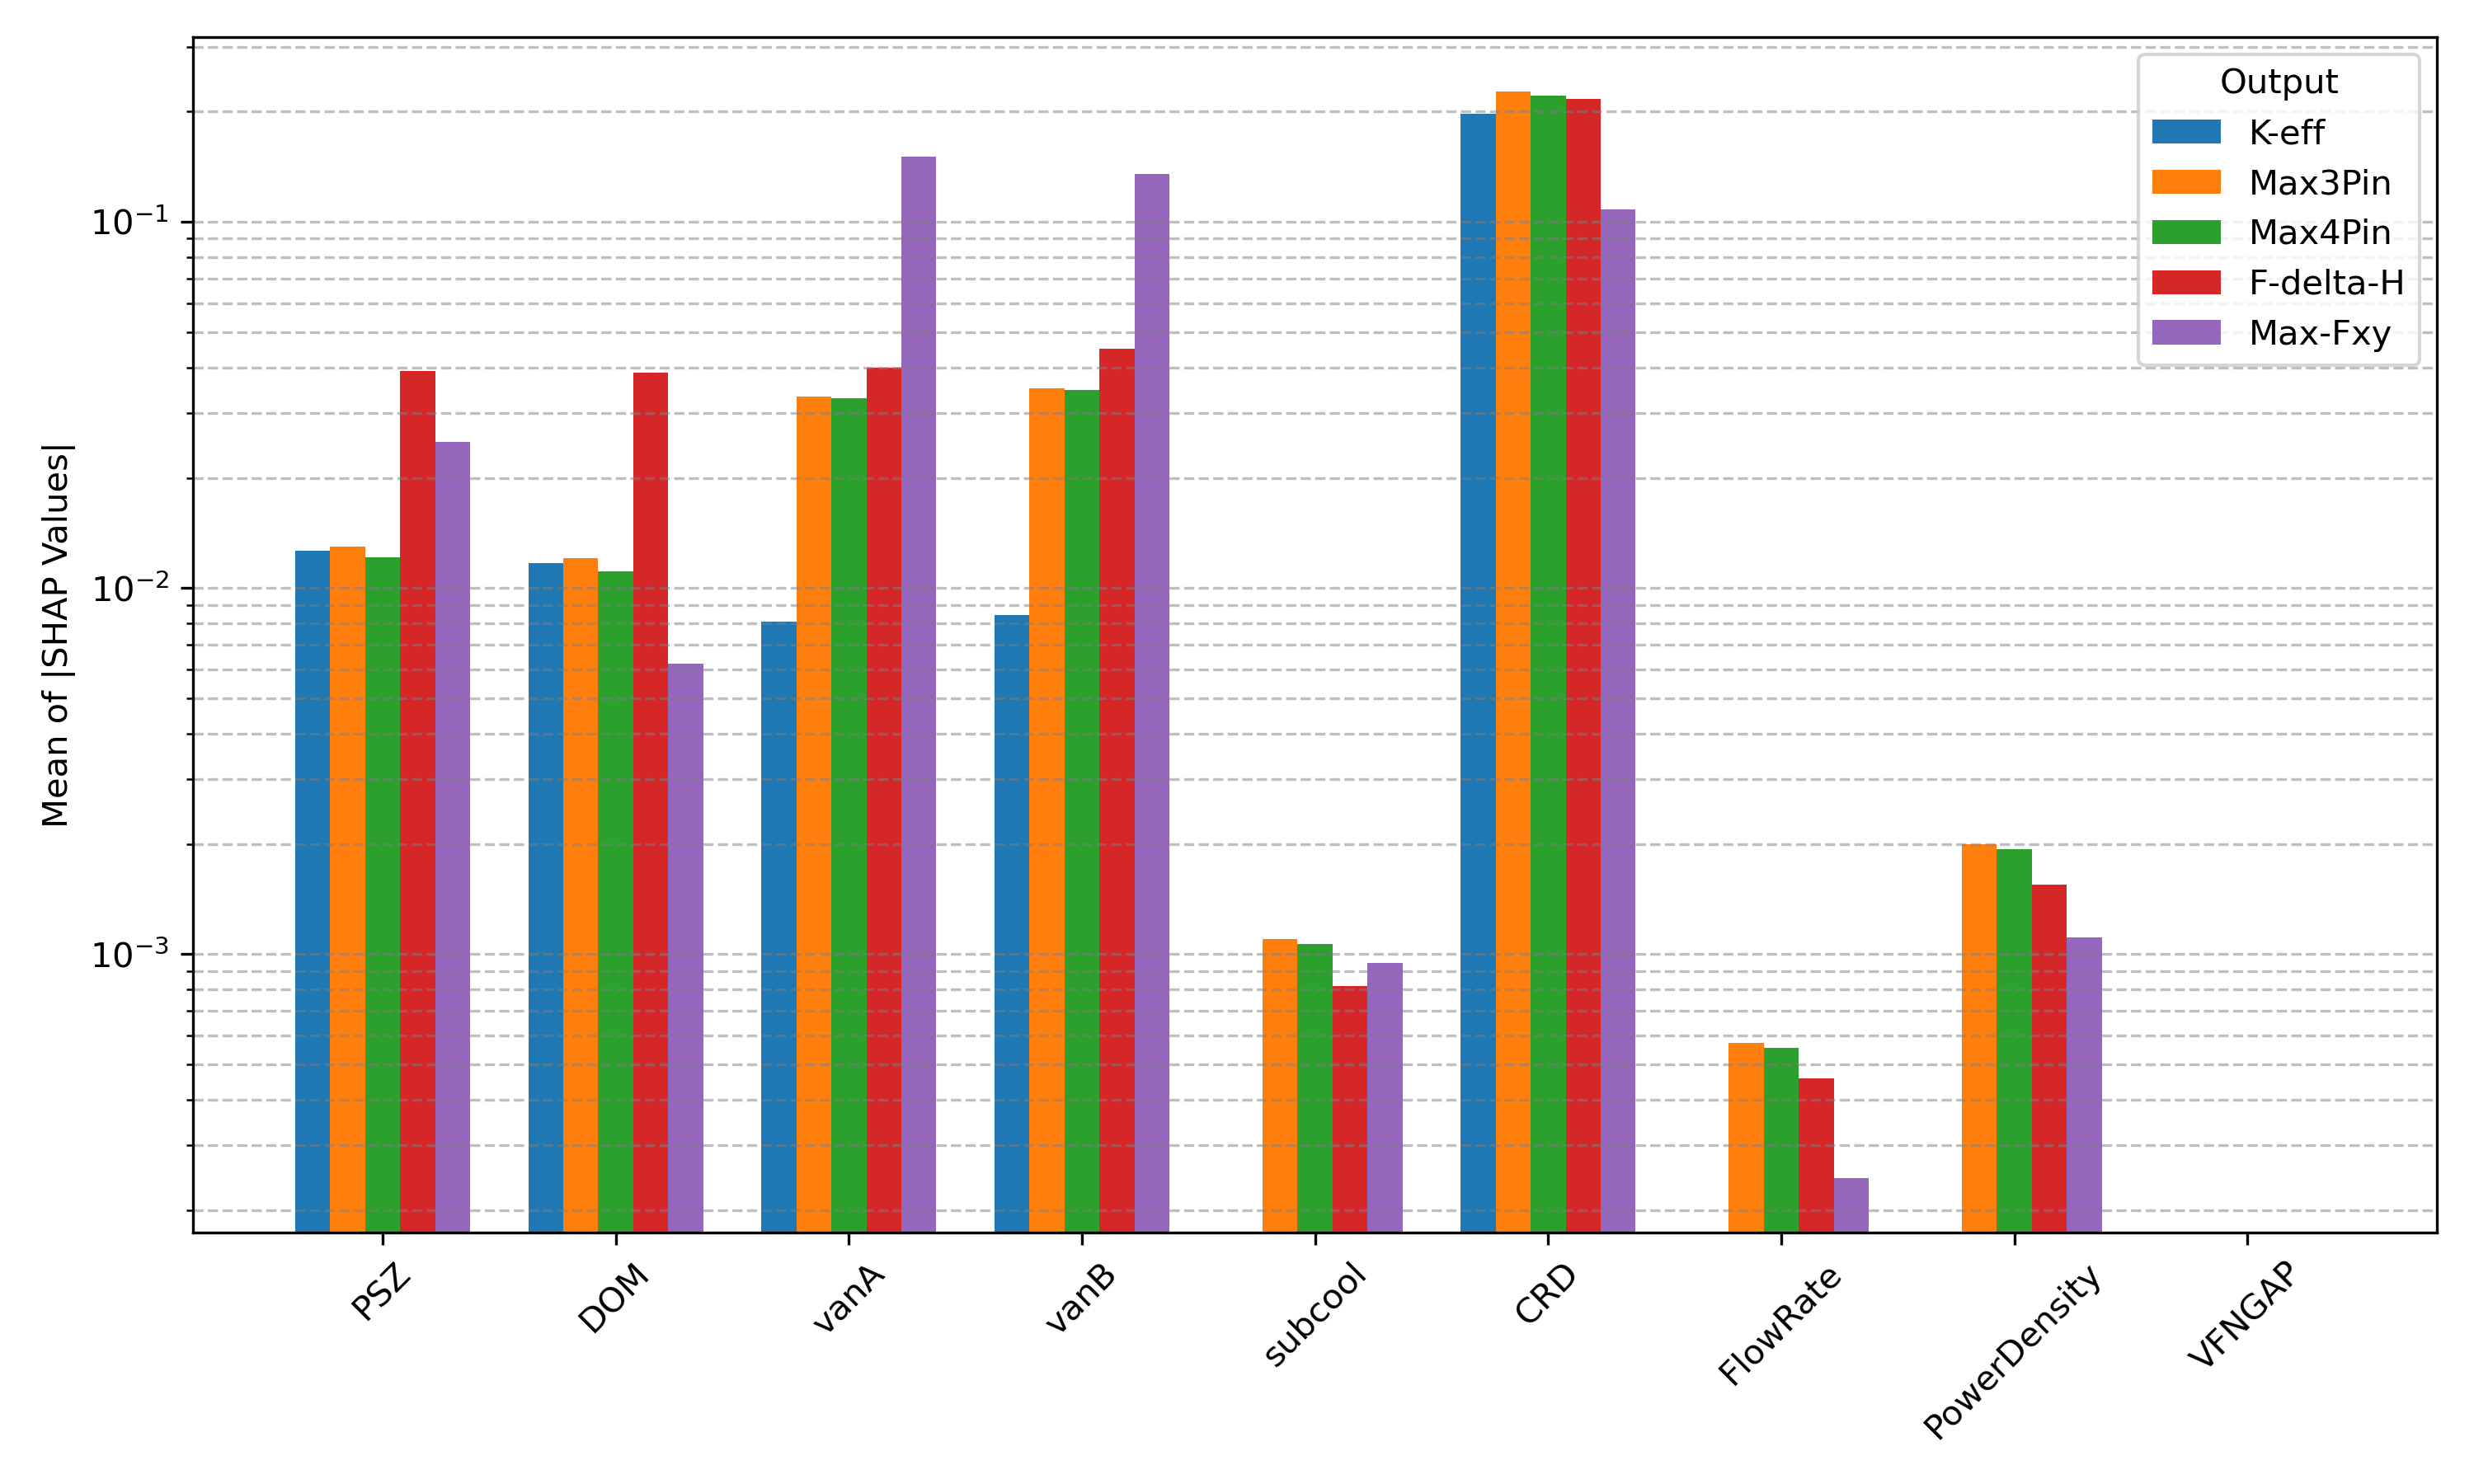 Output
K-eff
Max3Pin
Max4Pin
F-delta-H
Max-Fxy
Mean of |SHAP Values|
10⁻¹
10⁻²
10⁻³
PSZ
DOM
vanA
vanB
subcool
CRD
FlowRate
PowerDensity
VFNGAP